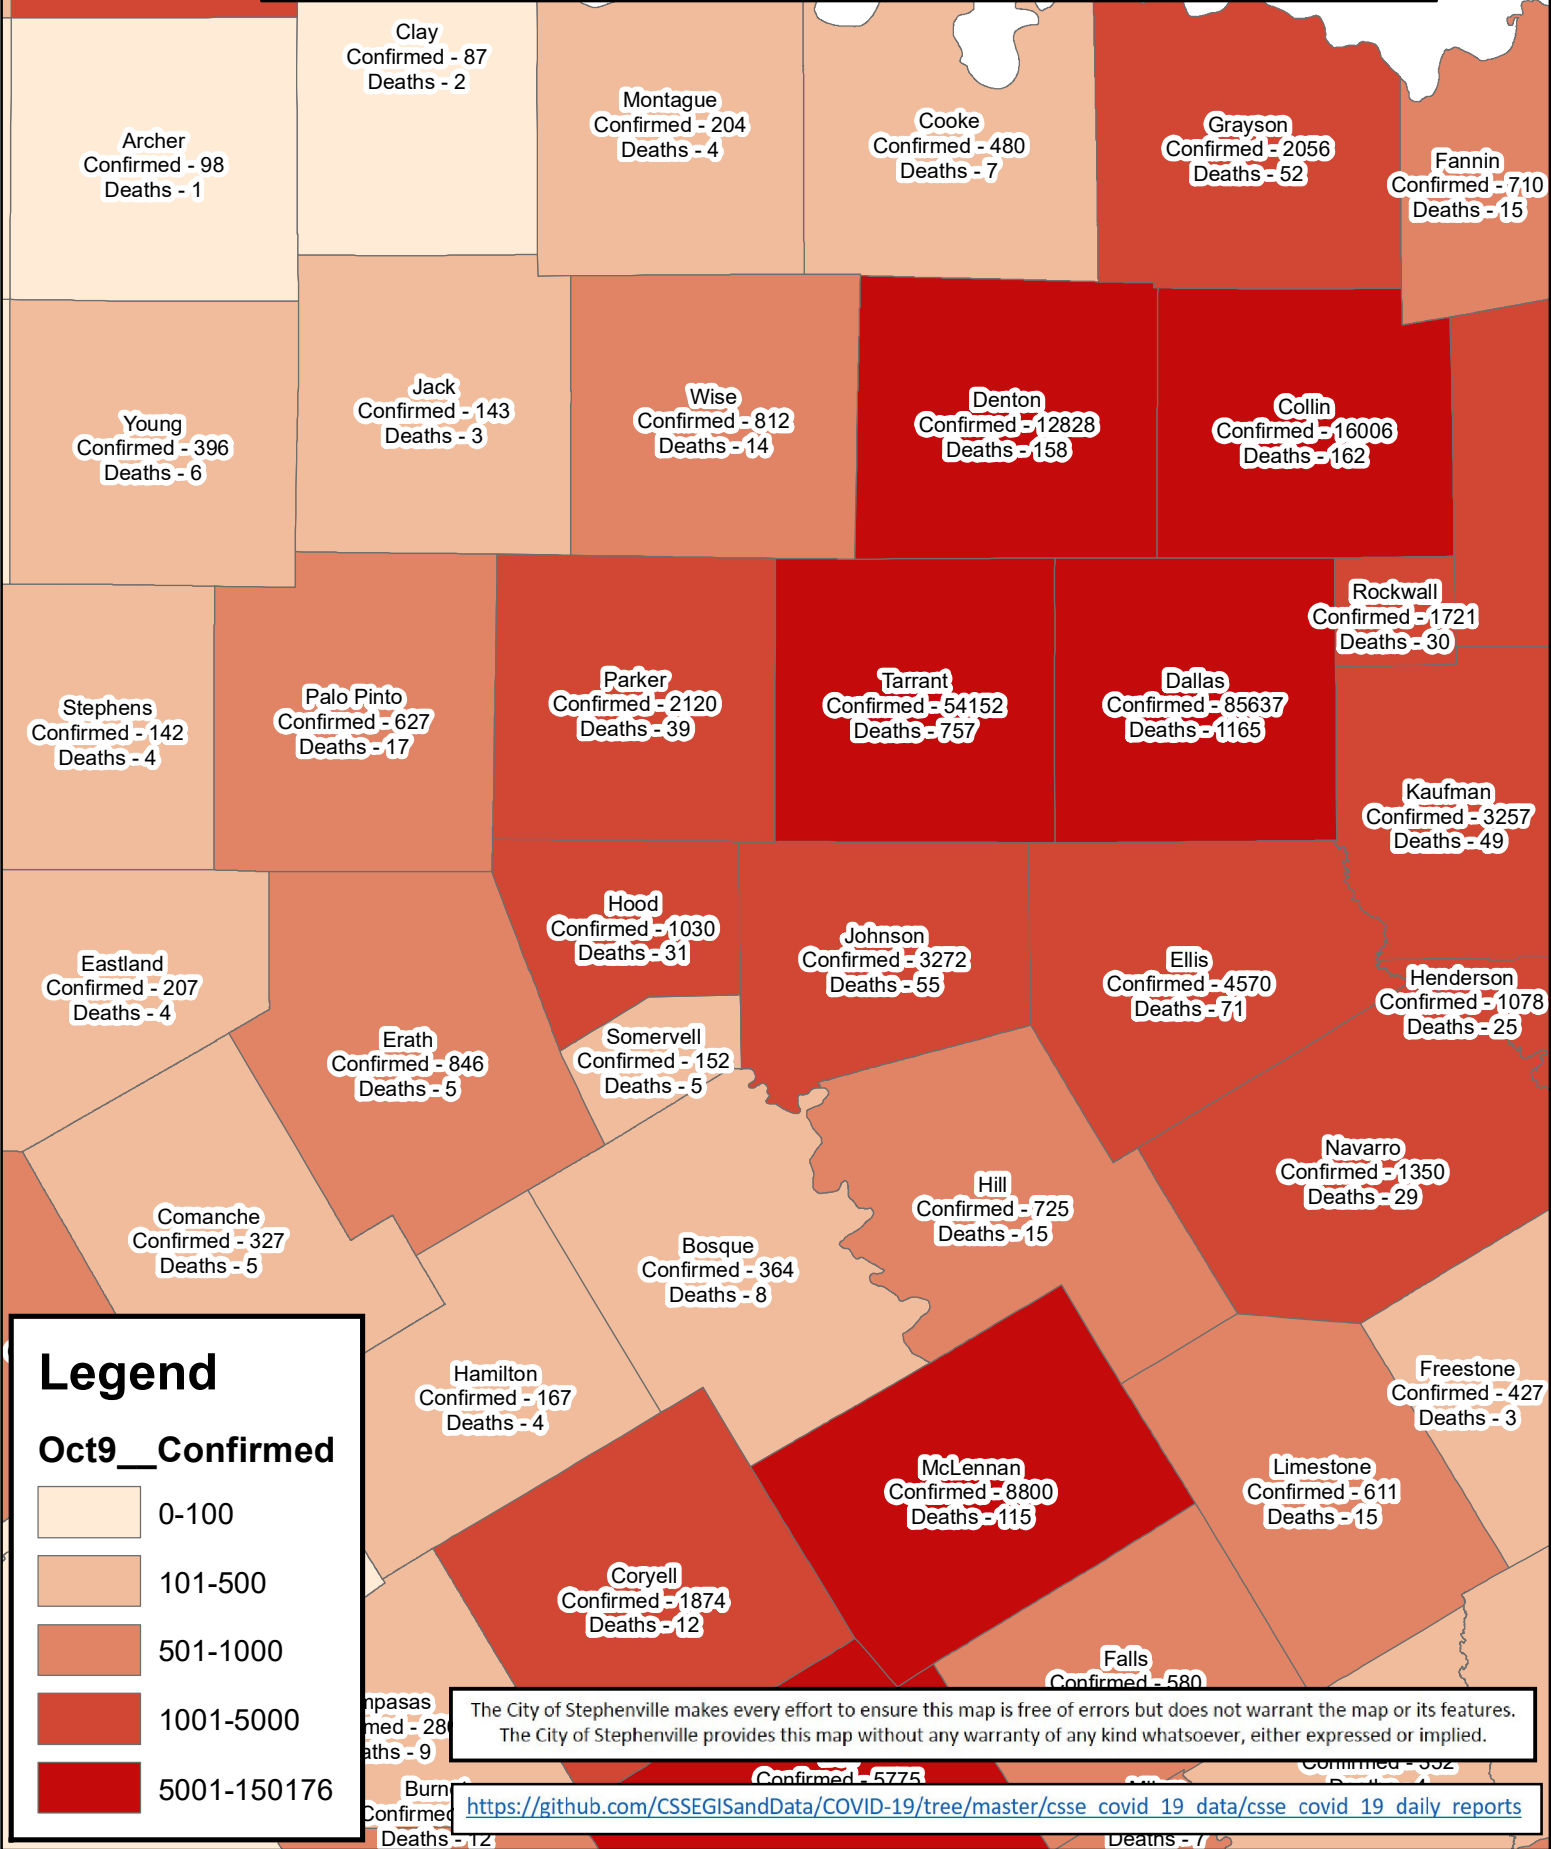 Clay
Confirmed - 87
Deaths - 2
Montague
Confirmed - 204
Deaths - 4
Cooke
Confirmed - 480
Deaths - 7
Grayson
Confirmed - 2056
Deaths - 52
Archer
Confirmed - 98
Deaths - 1
Fannin
Confirmed - 710
Deaths - 15
Young
Confirmed - 396
Deaths - 6
Jack
Confirmed - 143
Deaths - 3
Wise
Confirmed - 812
Deaths - 14
Denton
Confirmed - 12828
Deaths - 158
Collin
Confirmed - 16006
Deaths - 162
Rockwall
Confirmed - 1721
Deaths - 30
Stephens
Confirmed - 142
Deaths - 4
Palo Pinto
Confirmed - 627
Deaths - 17
Parker
Confirmed - 2120
Deaths - 39
Tarrant
Confirmed - 54152
Deaths - 757
Dallas
Confirmed - 85637
Deaths - 1165
Kaufman
Confirmed - 3257
Deaths - 49
Eastland
Confirmed - 207
Deaths - 4
Hood
Confirmed - 1030
Deaths - 31
Johnson
Confirmed - 3272
Deaths - 55
Ellis
Confirmed - 4570
Deaths - 71
Henderson
Confirmed - 1078
Deaths - 25
Erath
Confirmed - 846
Deaths - 5
Somervell
Confirmed - 152
Deaths - 5
Navarro
Confirmed - 1350
Deaths - 29
Comanche
Confirmed - 327
Deaths - 5
Bosque
Confirmed - 364
Deaths - 8
Hill
Confirmed - 725
Deaths - 15
Hamilton
Confirmed - 167
Deaths - 4
Freestone
Confirmed - 427
Deaths - 3
McLennan
Confirmed - 8800
Deaths - 115
Limestone
Confirmed - 611
Deaths - 15
Coryell
Confirmed - 1874
Deaths - 12
Falls
Confirmed - 580
mpasas
med - 28
aths - 9
Confirmed - 5775
Confirmed - 352
Burn
Confirmed
Deaths - 12
Deaths - 7
Legend
Oct9__Confirmed
0-100
101-500
501-1000
1001-5000
5001-150176
The City of Stephenville makes every effort to ensure this map is free of errors but does not warrant the map or its features.
The City of Stephenville provides this map without any warranty of any kind whatsoever, either expressed or implied.
https://github.com/CSSEGISandData/COVID-19/tree/master/csse_covid_19_data/csse_covid_19_daily_reports